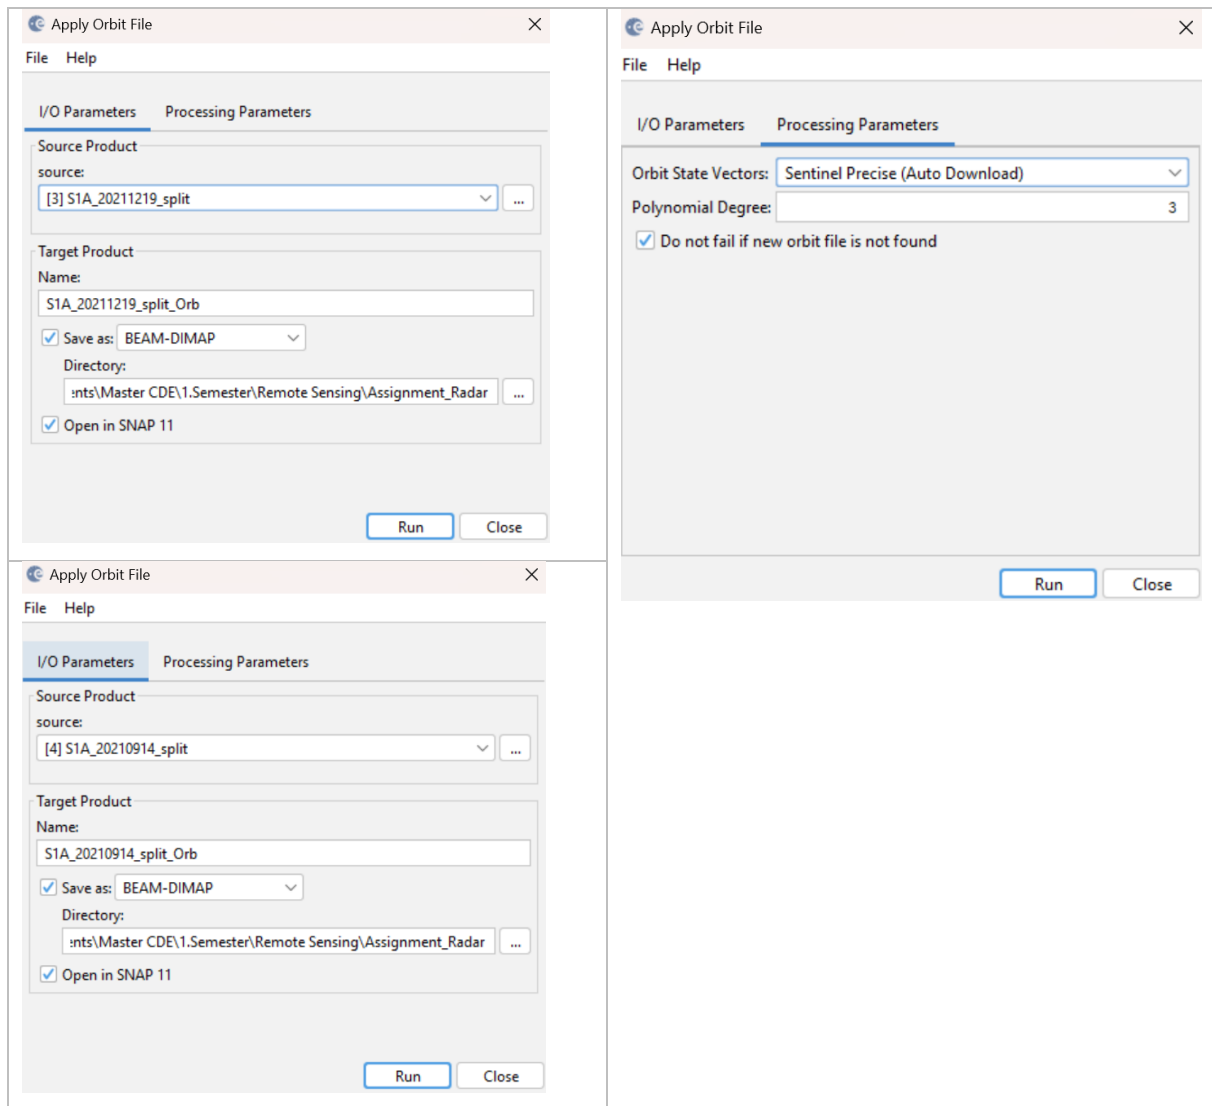 Apply Orbit File
File Help
I/O Parameters Processing Parameters
Source Product
source:
[3] S1A_20211219_split
...
Target Product
Name:
S1A_20211219_split_Orb
Save as: BEAM-DIMAP
Directory:
ents\Master CDE\1.Semester\Remote Sensing\Assignment_Radar
...
Open in SNAP 11
Run Close
Apply Orbit File
File Help
I/O Parameters Processing Parameters
Orbit State Vectors: Sentinel Precise (Auto Download)
Polynomial Degree: 3
Do not fail if new orbit file is not found
Run Close
Apply Orbit File
File Help
I/O Parameters Processing Parameters
Source Product
source:
[4] S1A_20210914_split
...
Target Product
Name:
S1A_20210914_split_Orb
Save as: BEAM-DIMAP
Directory:
ents\Master CDE\1.Semester\Remote Sensing\Assignment_Radar
...
Open in SNAP 11
Run Close